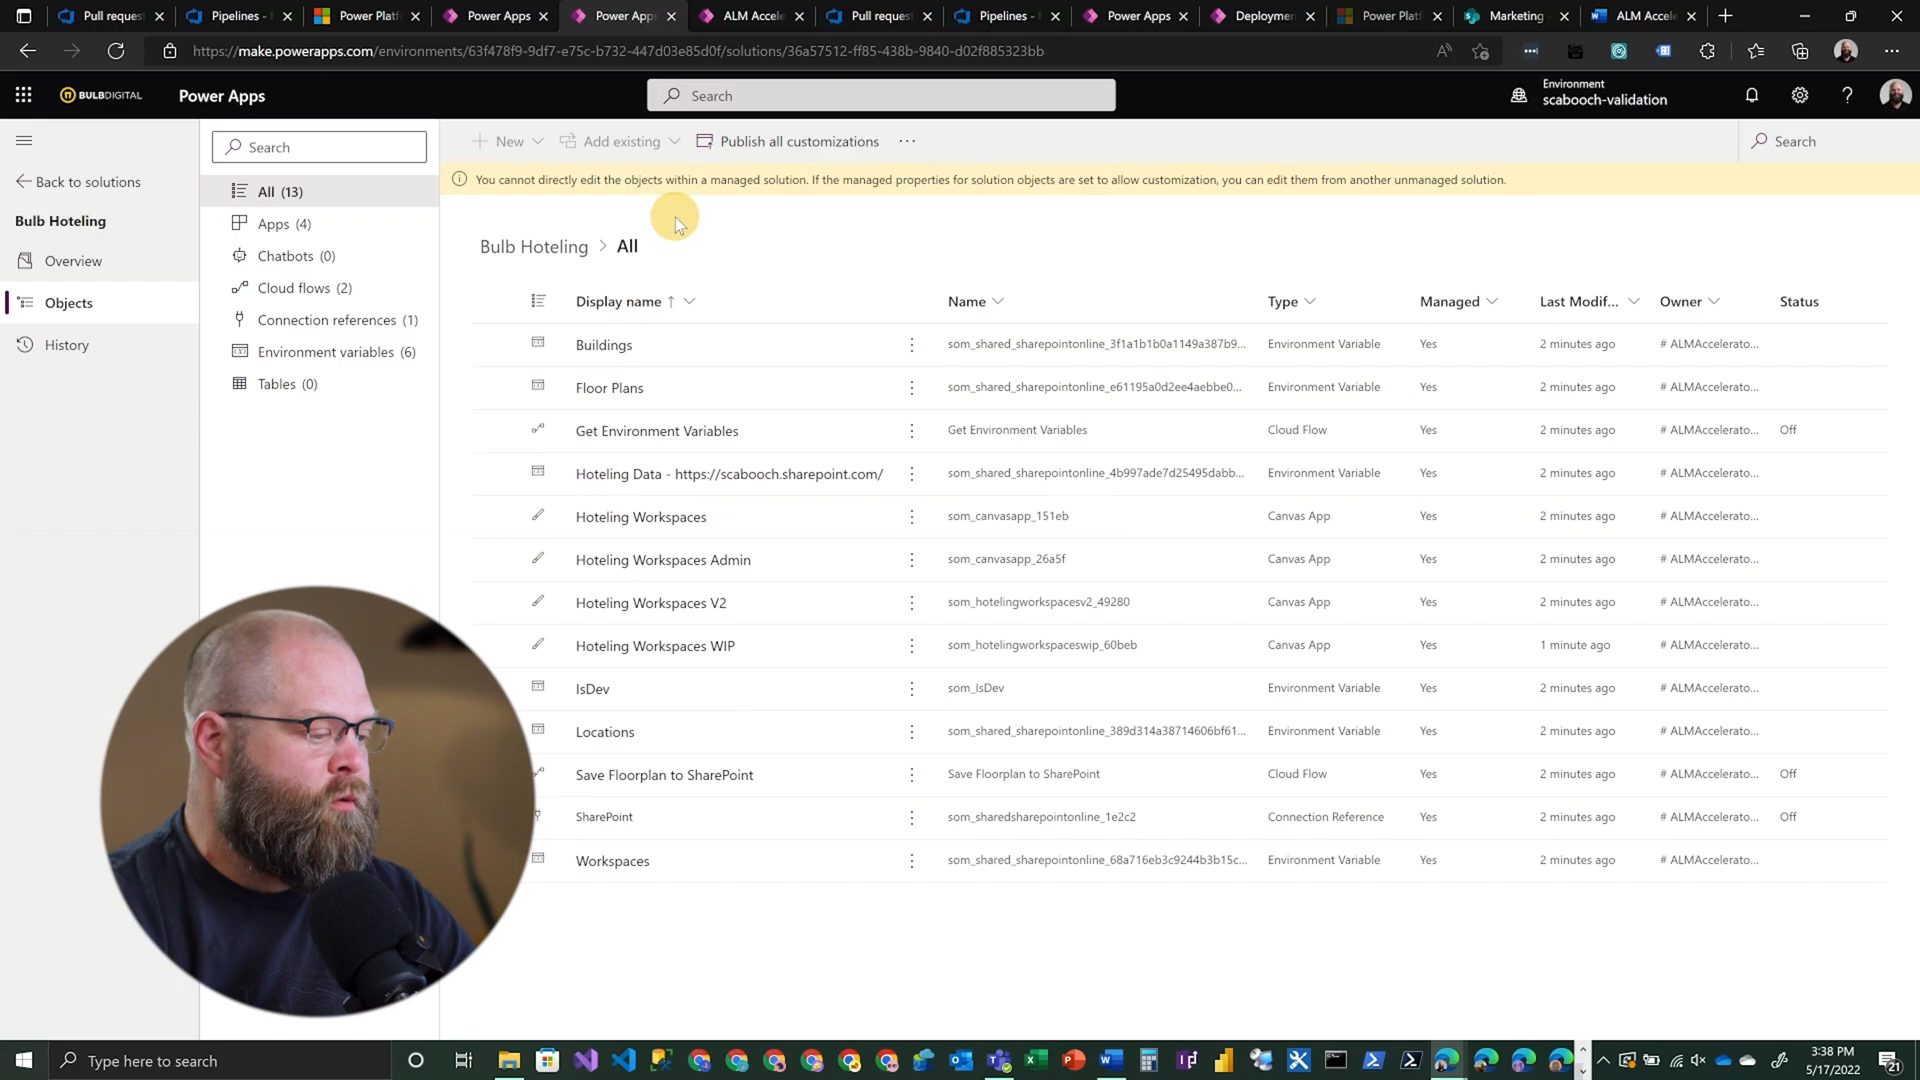 Pull request
Pipelines -
Power Platf
Power Apps
Power Apps
ALM Accele
Pull request
Pipelines -
Power Apps
Deploymen
Power Platf
Marketing -
ALM Accele
https://make.powerapps.com/environments/63f478f9-9df7-e75c-b732-447d03e85d0f/solutions/36a57512-ff85-438b-9840-d02f885323bb
BULBDIGITAL
Power Apps
Search
Environment
scabooch-validation
Search
New
Add existing
Publish all customizations
Search
You cannot directly edit the objects within a managed solution. If the managed properties for solution objects are set to allow customization, you can edit them from another unmanaged solution.
Back to solutions
Bulb Hoteling
Overview
Objects
History
All (13)
Apps (4)
Chatbots (0)
Cloud flows (2)
Connection references (1)
Environment variables (6)
Tables (0)
Bulb Hoteling > All
Display name ↑ Name Type Managed Last Modif... Owner Status
Buildings som_shared_sharepointonline_3f1a1b1b0a1149a387b9... Environment Variable Yes 2 minutes ago # ALMAccelerato...
Floor Plans som_shared_sharepointonline_e61195a0d2ee4aebbe0... Environment Variable Yes 2 minutes ago # ALMAccelerato...
Get Environment Variables Get Environment Variables Cloud Flow Yes 2 minutes ago # ALMAccelerato... Off
Hoteling Data - https://scabooch.sharepoint.com/ som_shared_sharepointonline_4b997ade7d25495dabb... Environment Variable Yes 2 minutes ago # ALMAccelerato...
Hoteling Workspaces som_canvasapp_151eb Canvas App Yes 2 minutes ago # ALMAccelerato...
Hoteling Workspaces Admin som_canvasapp_26a5f Canvas App Yes 2 minutes ago # ALMAccelerato...
Hoteling Workspaces V2 som_hotelingworkspacesv2_49280 Canvas App Yes 2 minutes ago # ALMAccelerato...
Hoteling Workspaces WIP som_hotelingworkspaceswip_60beb Canvas App Yes 1 minute ago # ALMAccelerato...
IsDev som_IsDev Environment Variable Yes 2 minutes ago # ALMAccelerato...
Locations som_shared_sharepointonline_389d314a38714606bf61... Environment Variable Yes 2 minutes ago # ALMAccelerato...
Save Floorplan to SharePoint Save Floorplan to SharePoint Cloud Flow Yes 2 minutes ago # ALMAccelerato... Off
SharePoint som_sharedsharepointonline_1e2c2 Connection Reference Yes 2 minutes ago # ALMAccelerato... Off
Workspaces som_shared_sharepointonline_68a716eb3c9244b3b15c... Environment Variable Yes 2 minutes ago # ALMAccelerato...
Type here to search
3:38 PM
5/17/2022
21